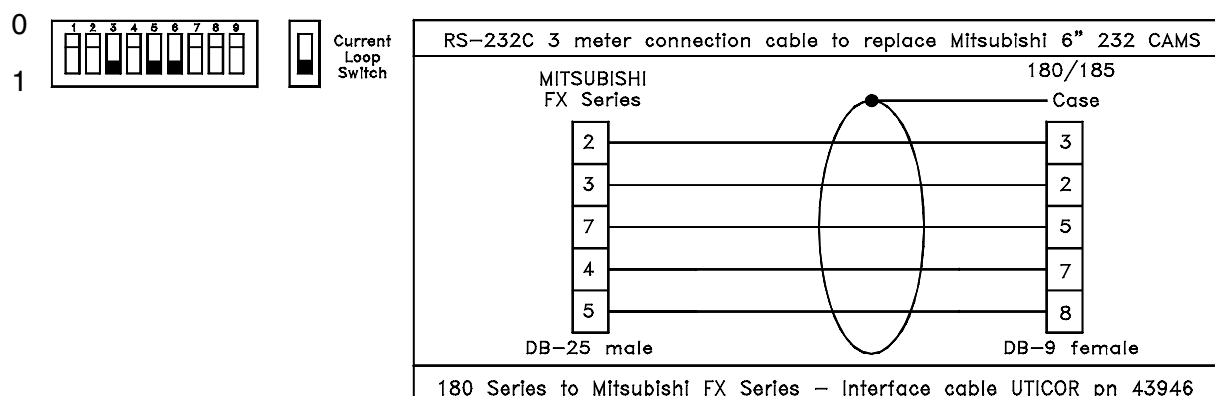 0
1
1 2 3 4 5 6 7 8 9
Current
Loop
Switch
RS-232C 3 meter connection cable to replace Mitsubishi 6" 232 CAMS
MITSUBISHI
FX Series
180/185
Case
2 3
3 2
7 5
4 7
5 8
DB-25 male DB-9 female
180 Series to Mitsubishi FX Series - Interface cable UTICOR pn 43946